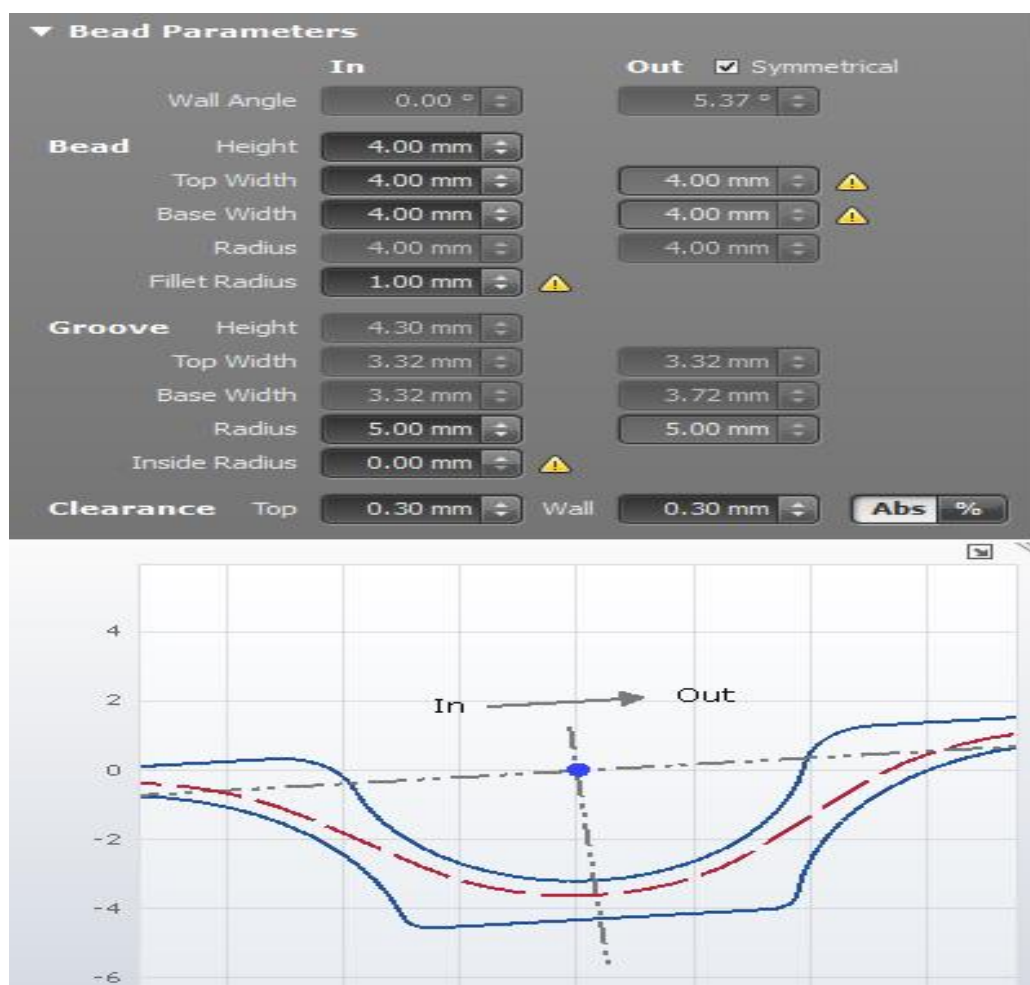 ▼ Bead Parameters
In Out ☑ Symmetrical
Wall Angle 0.00 ° 5.37 °
Bead Height 4.00 mm
Top Width 4.00 mm 4.00 mm
Base Width 4.00 mm 4.00 mm
Radius 4.00 mm 4.00 mm
Fillet Radius 1.00 mm
Groove Height 4.30 mm
Top Width 3.32 mm 3.32 mm
Base Width 3.32 mm 3.72 mm
Radius 5.00 mm 5.00 mm
Inside Radius 0.00 mm
Clearance Top 0.30 mm Wall 0.30 mm Abs %
4
2
In Out
0
-2
-4
-6